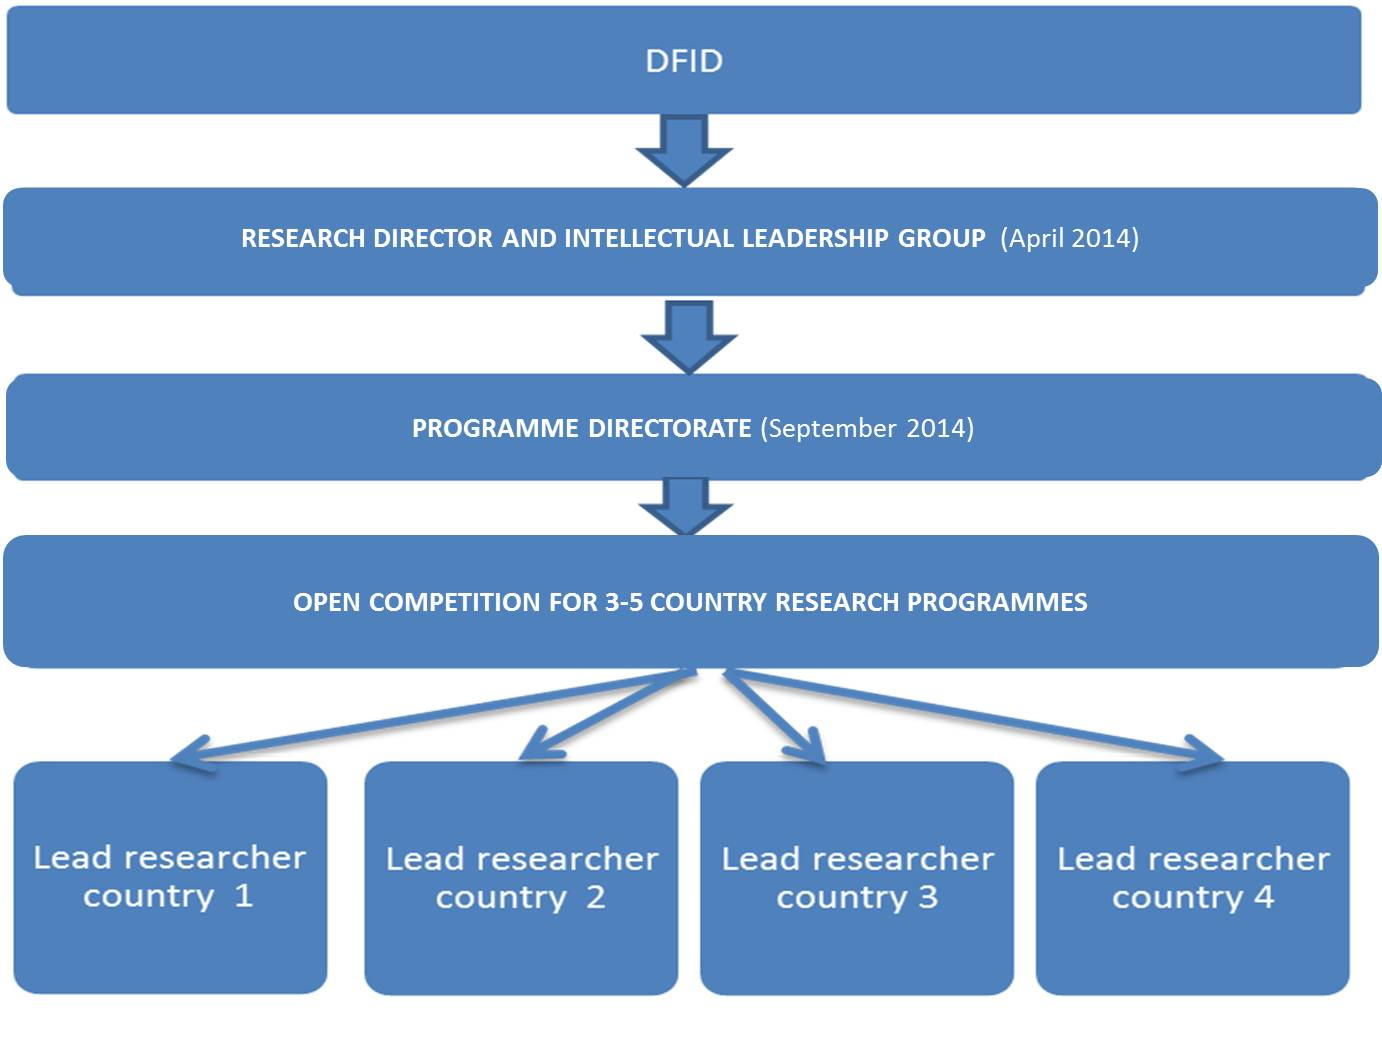 DFID
RESEARCH DIRECTOR AND INTELLECTUAL LEADERSHIP GROUP (April 2014)
PROGRAMME DIRECTORATE (September 2014)
OPEN COMPETITION FOR 3-5 COUNTRY RESEARCH PROGRAMMES
Lead researcher
country 1
Lead researcher
country 2
Lead researcher
country 3
Lead researcher
country 4